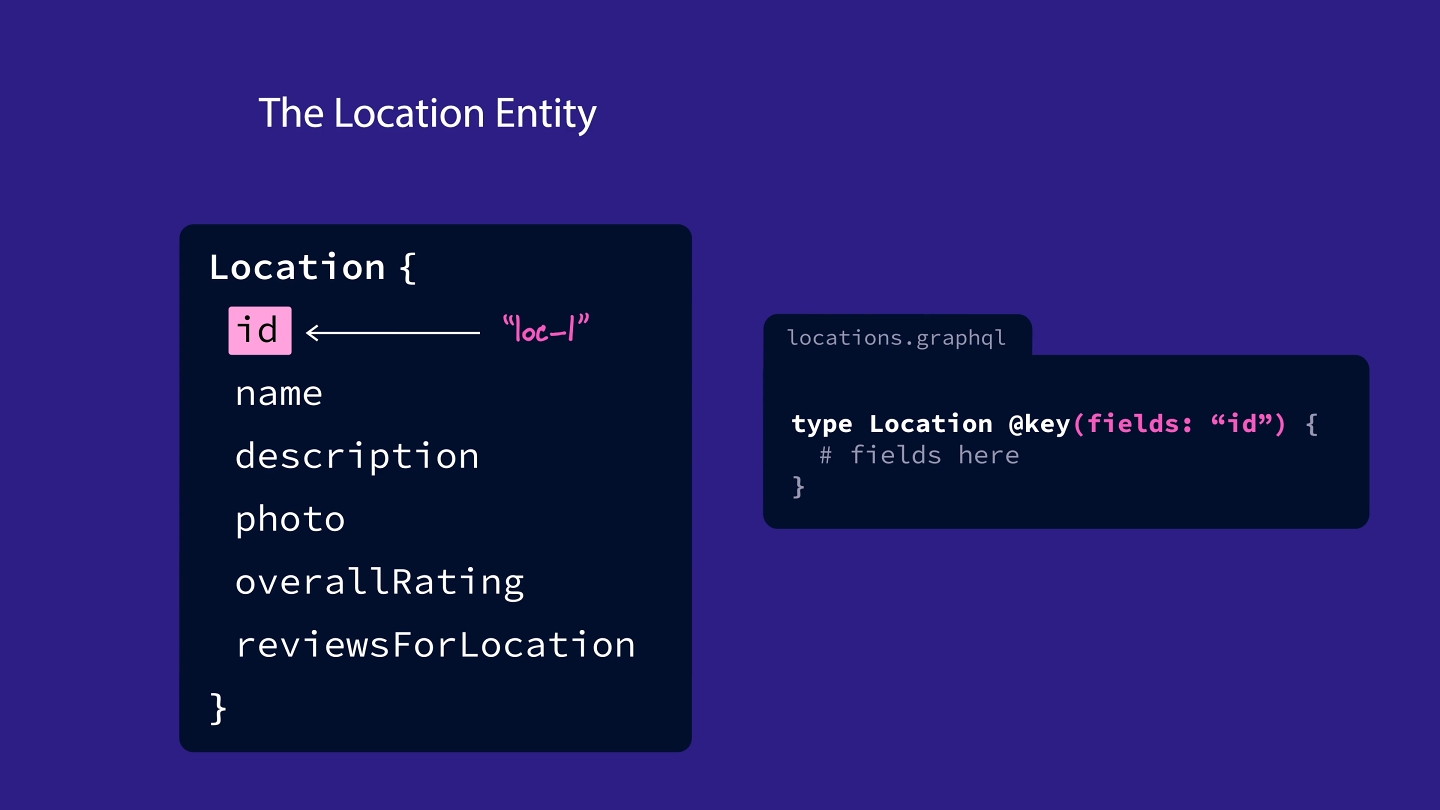 The Location Entity
Location {
id
“loc-1”
name
description
photo
overallRating
reviewsForLocation
}
locations.graphql
type Location @key(fields: “id”) {
# fields here
}